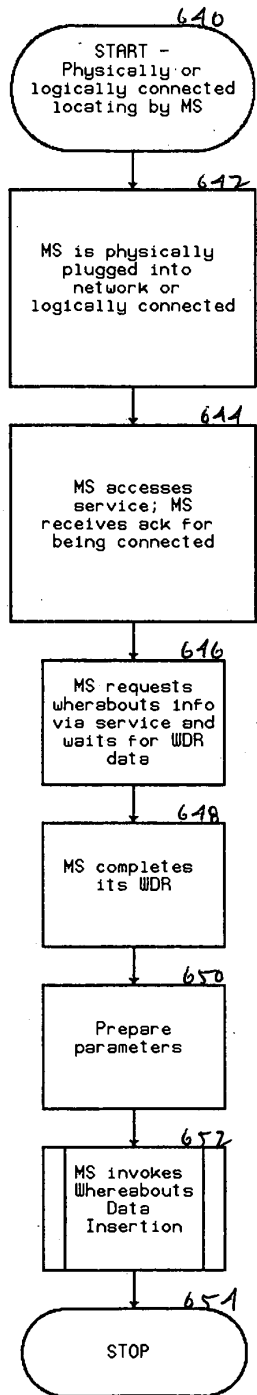 640
START -
Physically or
logically connected
locating by MS
642
MS is physically
plugged into
network or
logically connected
644
MS accesses
service; MS
receives ack for
being connected
646
MS requests
wherabouts info
via service and
waits for WDR
data
648
MS completes
its WDR
650
Prepare
parameters
652
MS invokes
Whereabouts
Data
Insertion
654
STOP